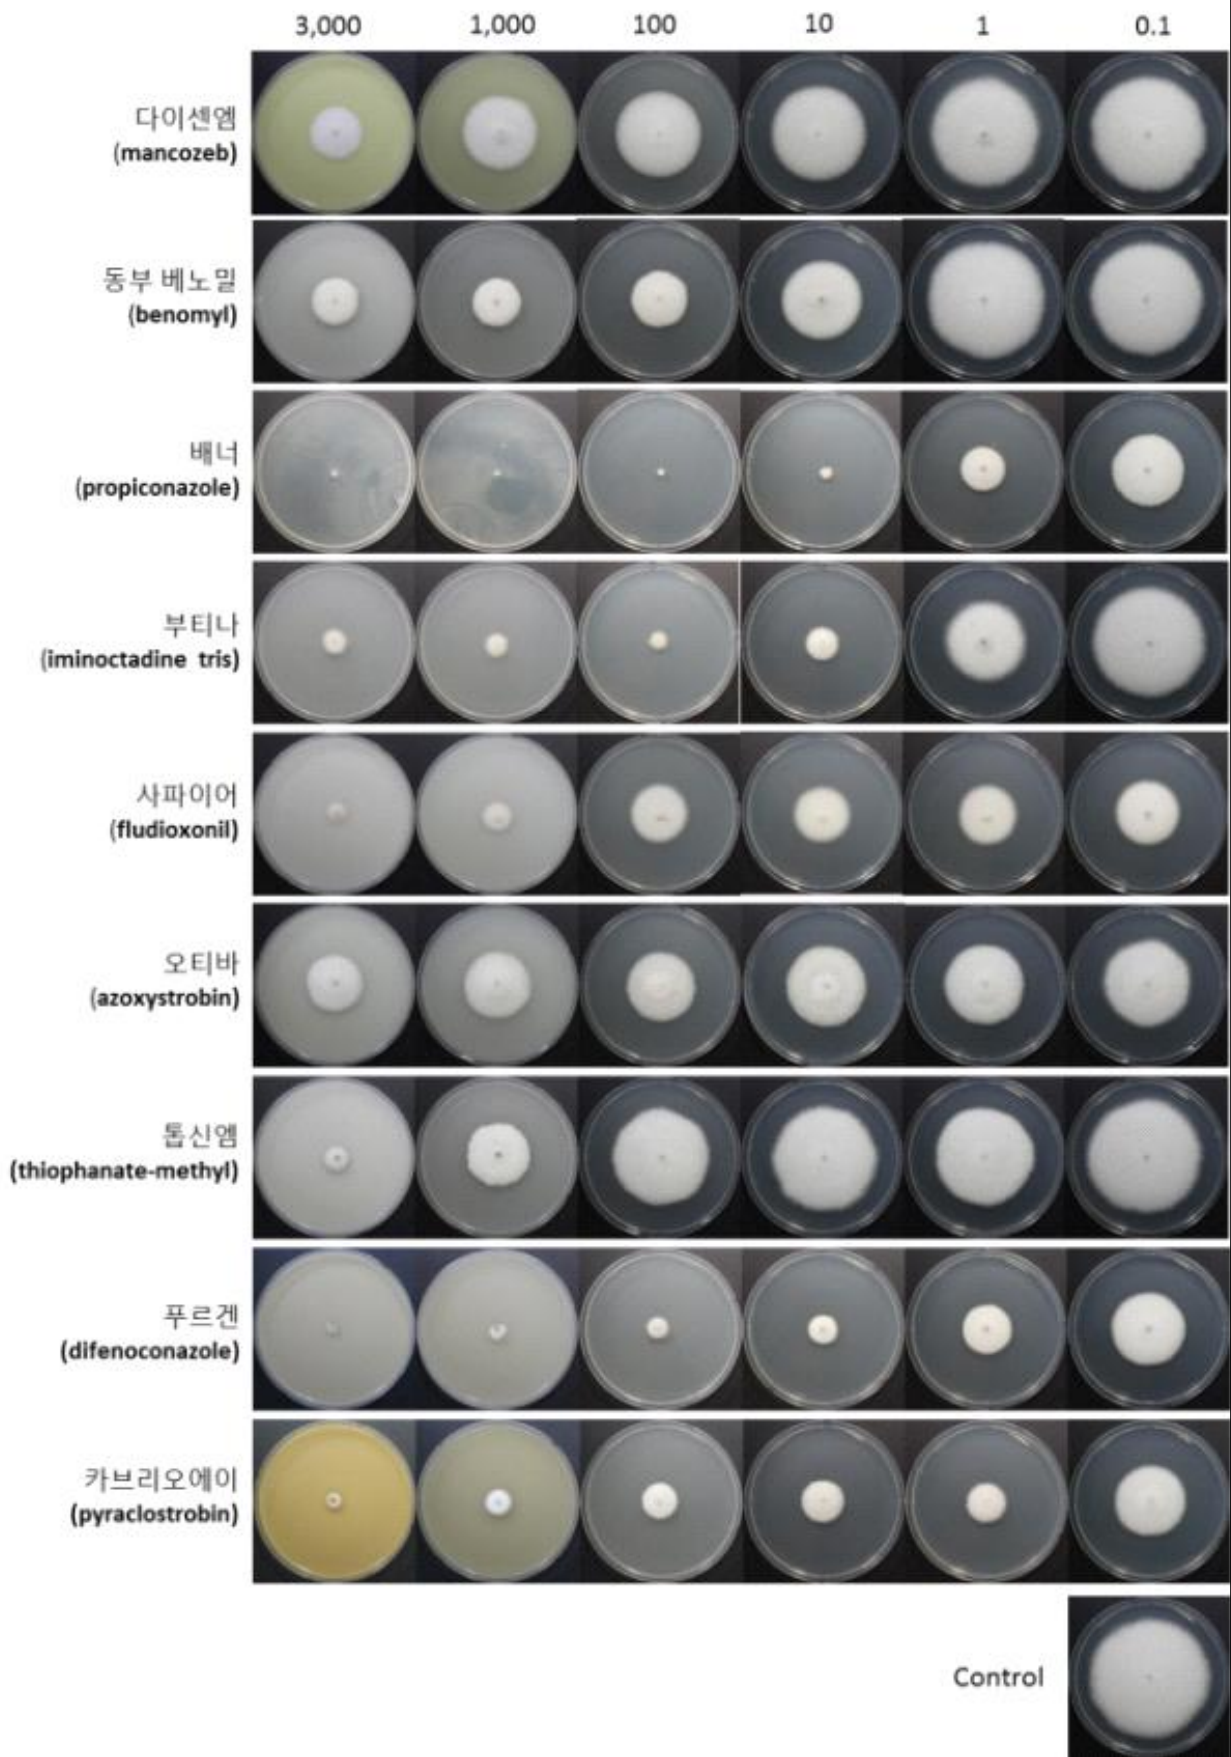 3,000 1,000 100 10 1 0.1
다이센엠
(mancozeb)
동부 베노밀
(benomyl)
배너
(propiconazole)
부티나
(iminoctadine tris)
사파이어
(fludioxonil)
오티바
(azoxystrobin)
톱신엠
(thiophanate-methyl)
푸르겐
(difenoconazole)
카브리오에이
(pyraclostrobin)
Control